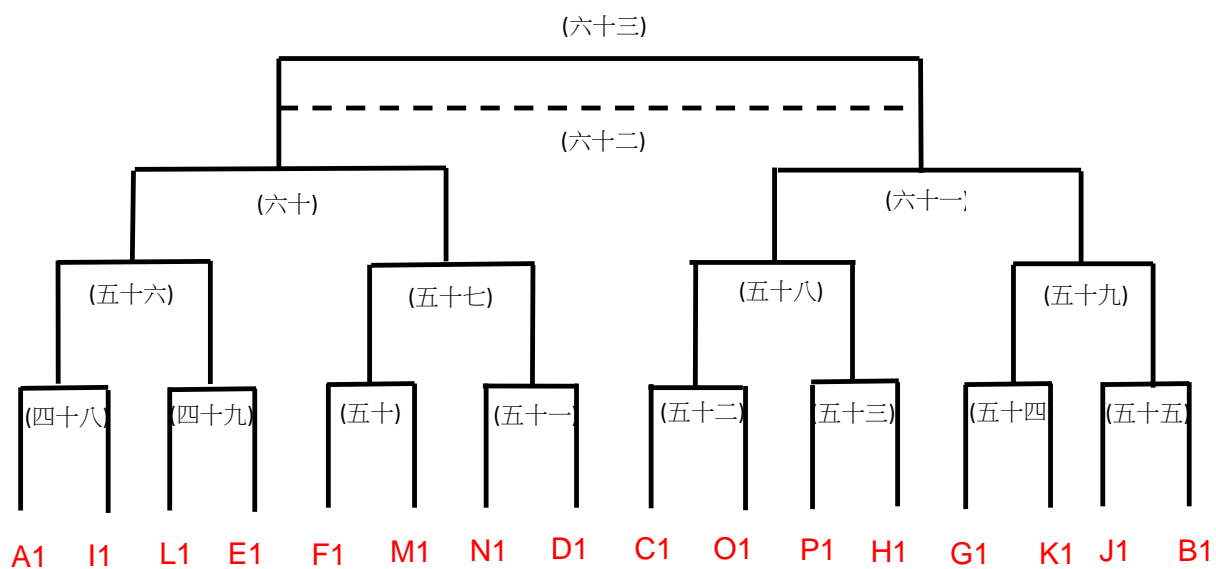 (六十三)
(六十二)
(六十) (六十一)
(五十六) (五十七) (五十八) (五十九)
(四十八) (四十九) (五十) (五十一) (五十二) (五十三) (五十四 (五十五)
A1 I1 L1 E1 F1 M1 N1 D1 C1 O1 P1 H1 G1 K1 J1 B1